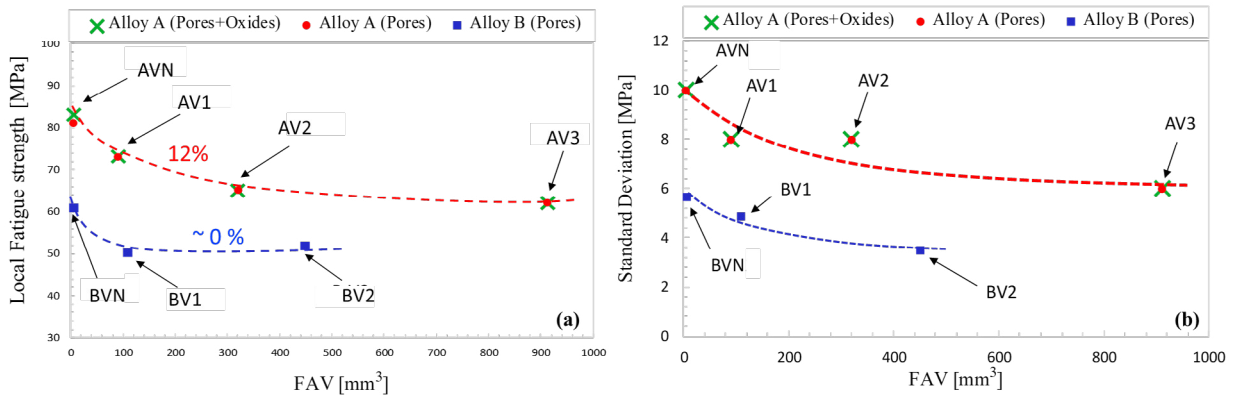 Alloy A (Pores+Oxides) Alloy A (Pores) Alloy B (Pores)
Local Fatigue strength [MPa]
100
90
80
70
60
50
40
30
AVN
AV1
AV2
AV3
12%
~ 0 %
BVN
BV1
BV2
(a)
0 100 200 300 400 500 600 700 800 900 1000
FAV [mm³]
Alloy A (Pores+Oxides) Alloy A (Pores) Alloy B (Pores)
Standard Deviation [MPa]
12
10
8
6
4
2
0
AVN
AV1
AV2
AV3
BVN
BV1
BV2
(b)
0 200 400 600 800 1000
FAV [mm³]